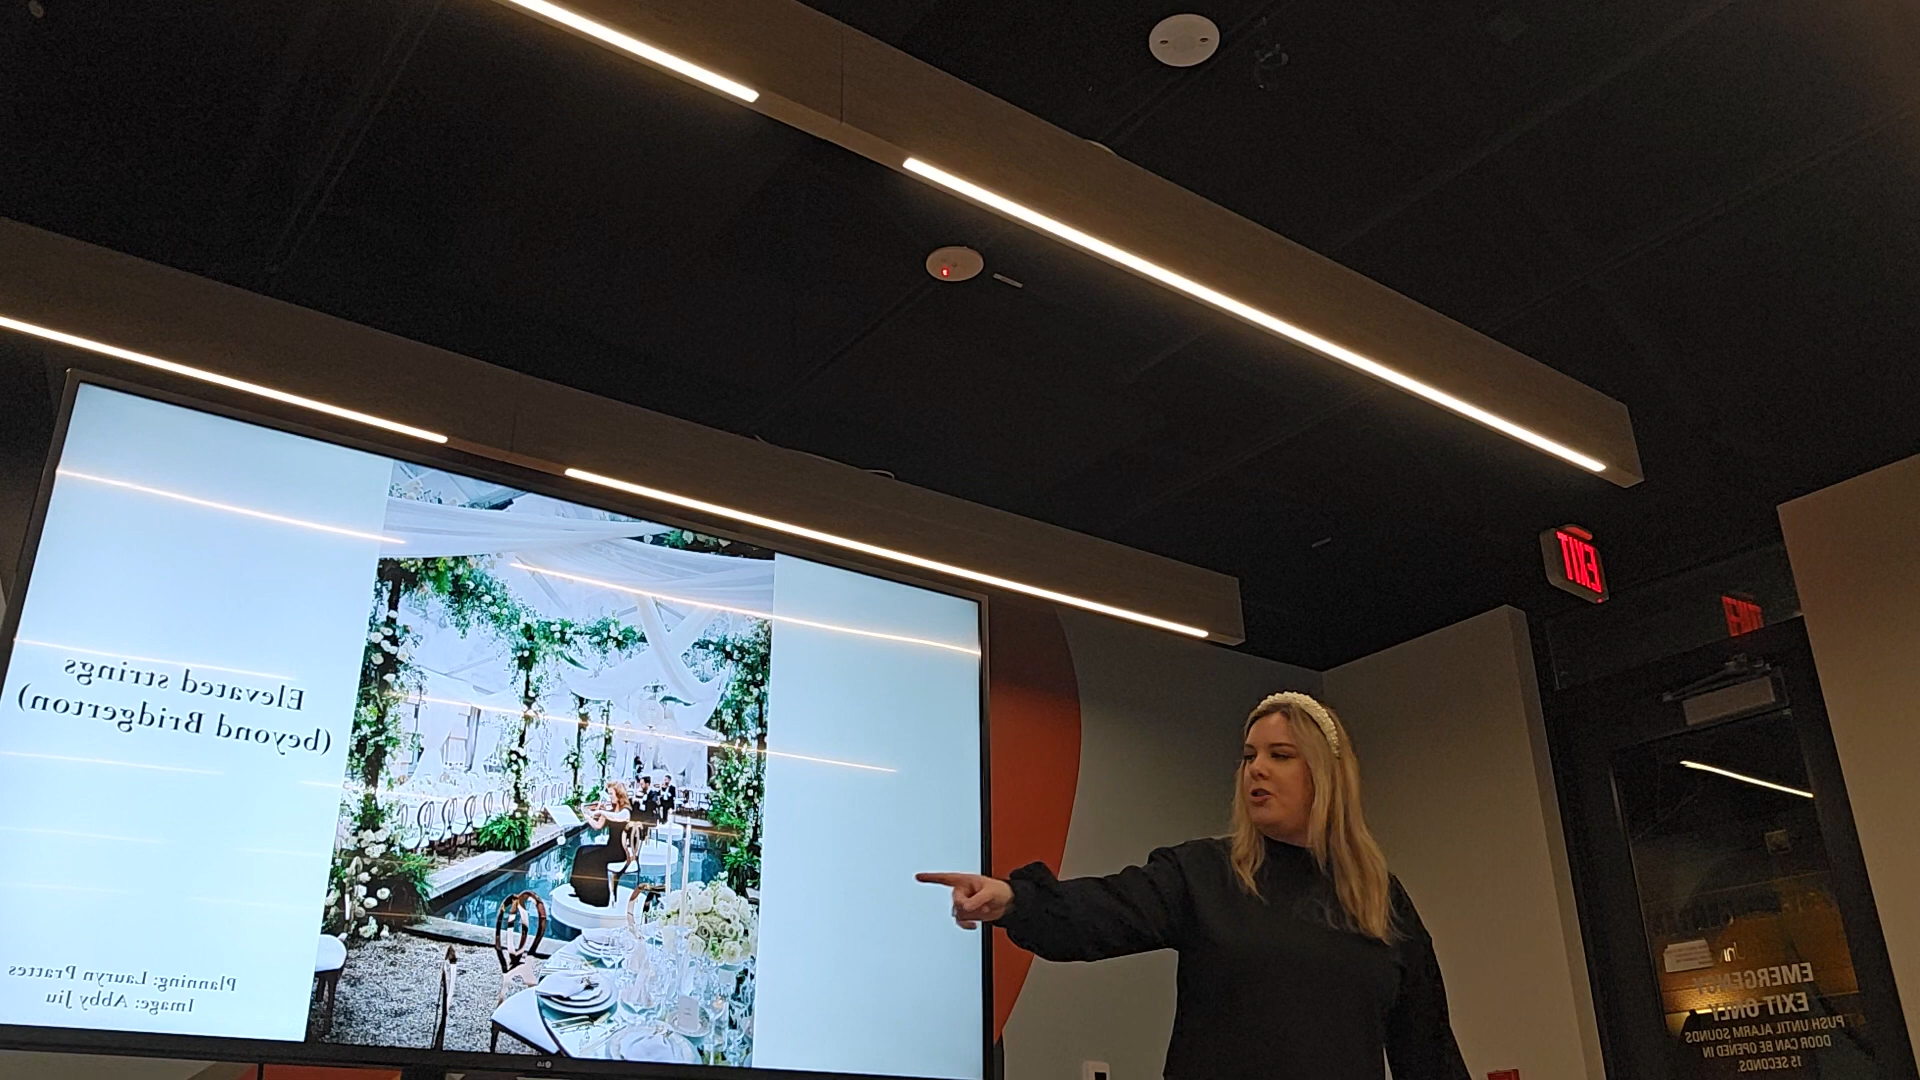 Elevated strings
(beyond Bridgerton)
Planning: Lauryn Prattes
Image: Abby Jiu
LG
EXIT
EXIT
EMERGENCY
EXIT ONLY
PUSH UNTIL ALARM SOUNDS
DOOR CAN BE OPENED IN
15 SECONDS.